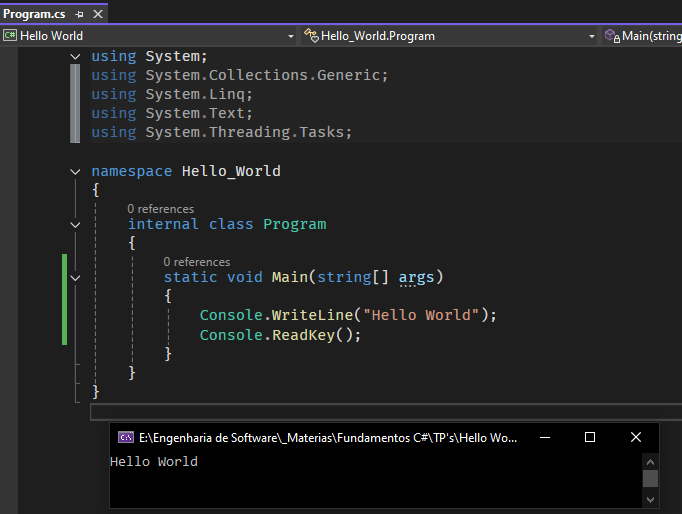 Program.cs
C# Hello World
Hello_World.Program
Main(string
using System;
using System.Collections.Generic;
using System.Linq;
using System.Text;
using System.Threading.Tasks;
namespace Hello_World
{
0 references
internal class Program
{
0 references
static void Main(string[] args)
{
Console.WriteLine("Hello World");
Console.ReadKey();
}
}
}
C:\ E:\Engenharia de Software\_Materias\Fundamentos C#\TP's\Hello Wo...
Hello World